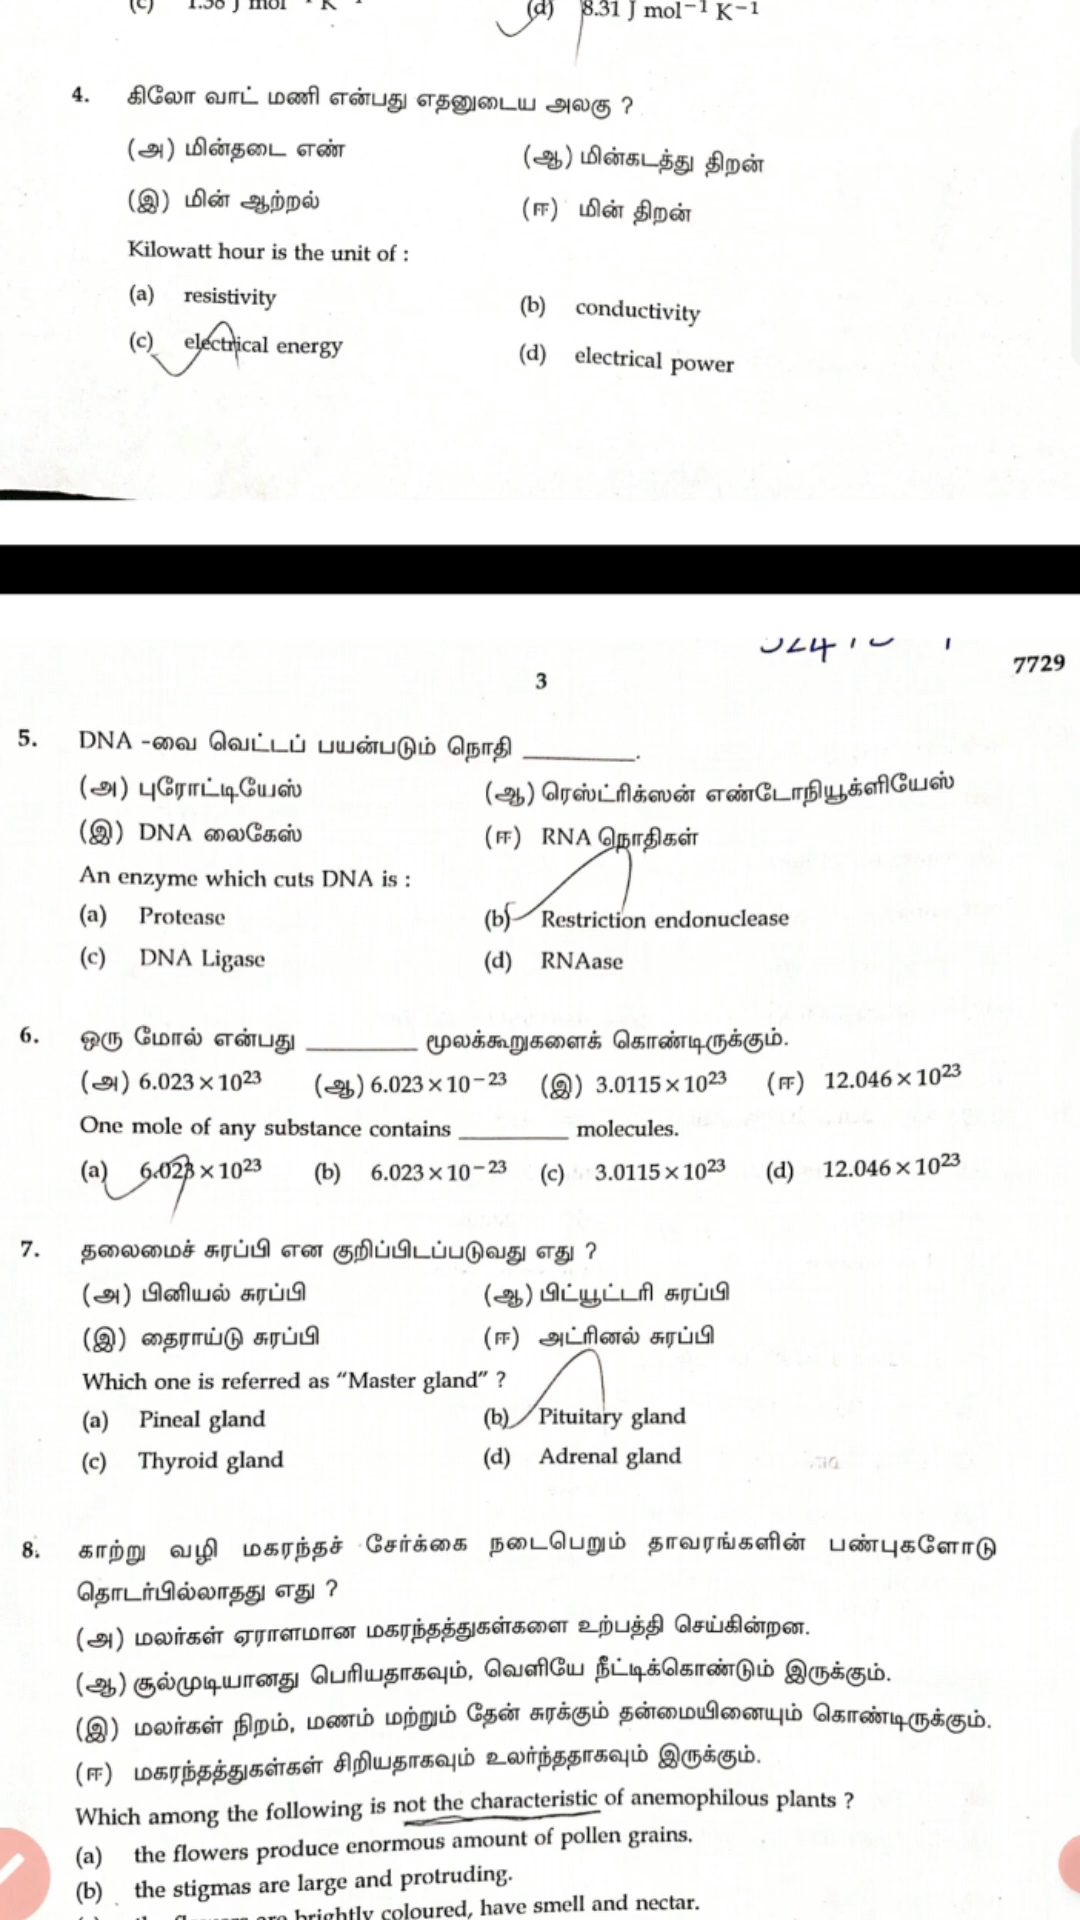 (c) 1.38 J mol⁻¹ K⁻¹ (d) 8.31 J mol⁻¹ K⁻¹
4. கிலோ வாட் மணி என்பது எதனுடைய அலகு ?
(அ) மின்தடை எண் (ஆ) மின்கடத்து திறன்
(இ) மின் ஆற்றல் (ஈ) மின் திறன்
Kilowatt hour is the unit of :
(a) resistivity (b) conductivity
(c) electrical energy (d) electrical power
7729
3
5. DNA -வை வெட்டப் பயன்படும் நொதி ________.
(அ) புரோட்டியேஸ் (ஆ) ரெஸ்ட்ரிக்ஸன் எண்டோநியூக்ளியேஸ்
(இ) DNA லைகேஸ் (ஈ) RNA நொதிகள்
An enzyme which cuts DNA is :
(a) Protease (b) Restriction endonuclease
(c) DNA Ligase (d) RNAase
6. ஒரு மோல் என்பது ________ மூலக்கூறுகளைக் கொண்டிருக்கும்.
(அ) 6.023 × 10²³ (ஆ) 6.023 × 10⁻²³ (இ) 3.0115 × 10²³ (ஈ) 12.046 × 10²³
One mole of any substance contains ________ molecules.
(a) 6.023 × 10²³ (b) 6.023 × 10⁻²³ (c) 3.0115 × 10²³ (d) 12.046 × 10²³
7. தலைமைச் சுரப்பி என குறிப்பிடப்படுவது எது ?
(அ) பினியல் சுரப்பி (ஆ) பிட்யூட்டரி சுரப்பி
(இ) தைராய்டு சுரப்பி (ஈ) அட்ரினல் சுரப்பி
Which one is referred as “Master gland” ?
(a) Pineal gland (b) Pituitary gland
(c) Thyroid gland (d) Adrenal gland
8. காற்று வழி மகரந்தச் சேர்க்கை நடைபெறும் தாவரங்களின் பண்புகளோடு
தொடர்பில்லாதது எது ?
(அ) மலர்கள் ஏராளமான மகரந்தத்துகள்களை உற்பத்தி செய்கின்றன.
(ஆ) சூல்முடியானது பெரியதாகவும், வெளியே நீட்டிக்கொண்டும் இருக்கும்.
(இ) மலர்கள் நிறம், மணம் மற்றும் தேன் சுரக்கும் தன்மையினையும் கொண்டிருக்கும்.
(ஈ) மகரந்தத்துகள்கள் சிறியதாகவும் உலர்ந்ததாகவும் இருக்கும்.
Which among the following is not the characteristic of anemophilous plants ?
(a) the flowers produce enormous amount of pollen grains.
(b) the stigmas are large and protruding.
brightly coloured, have smell and nectar.